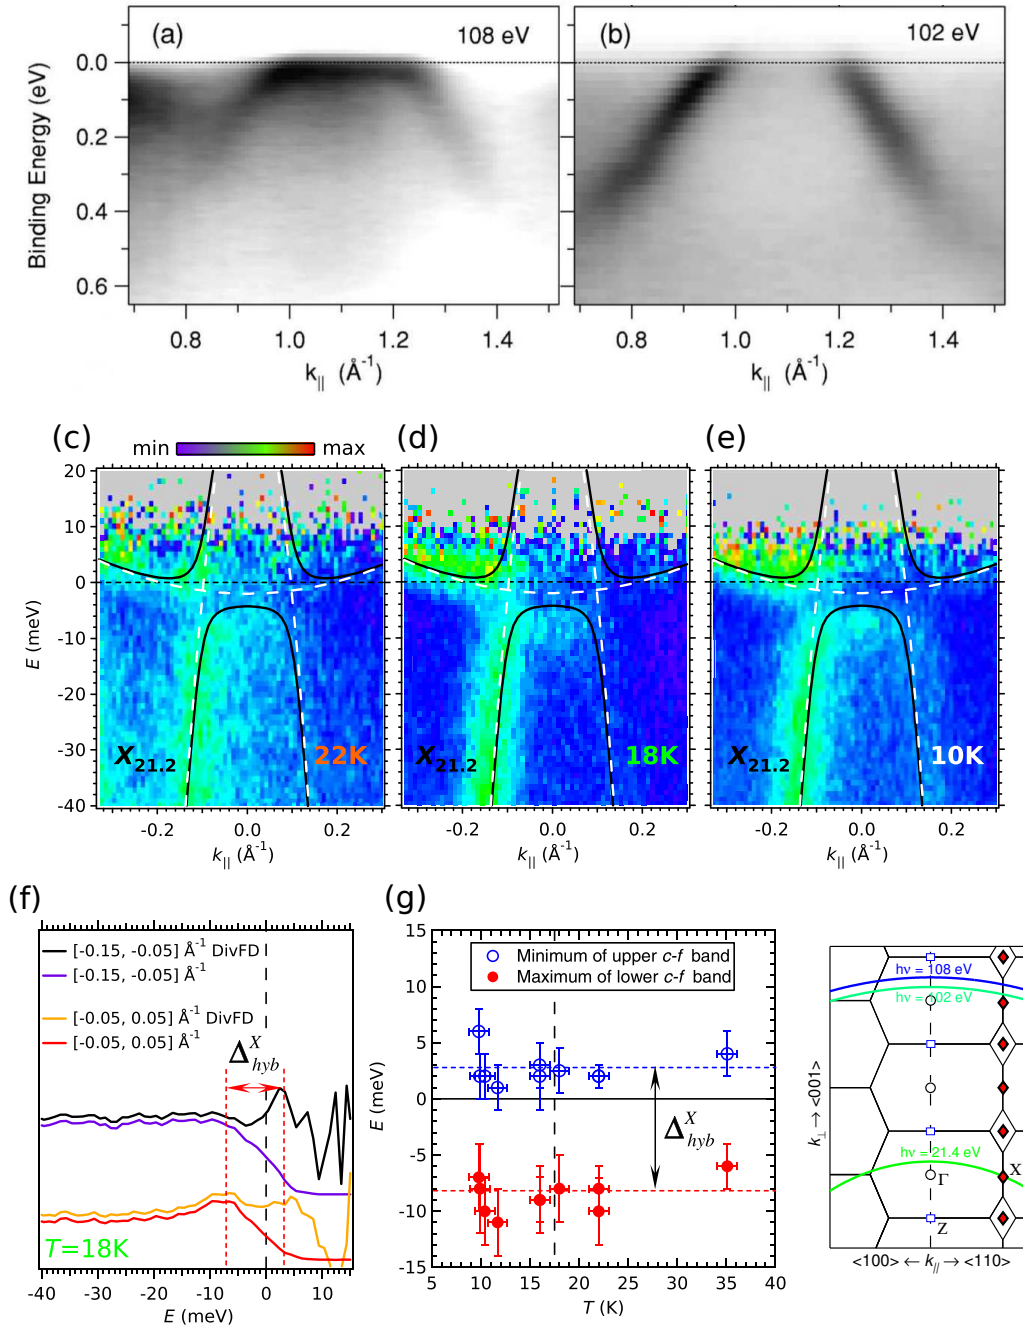 (a)
108 eV
(b)
102 eV
Binding Energy (eV)
0.0
0.2
0.4
0.6
0.8
1.0
1.2
1.4
k|| (Å-1)
0.8
1.0
1.2
1.4
k|| (Å-1)
(c)
min
max
(d)
(e)
E (meV)
20
10
0
-10
-20
-30
-40
X21.2
22K
X21.2
18K
X21.2
10K
-0.2
0.0
0.2
k|| (Å-1)
-0.2
0.0
0.2
k|| (Å-1)
-0.2
0.0
0.2
k|| (Å-1)
(f)
[-0.15, -0.05] Å-1 DivFD
[-0.15, -0.05] Å-1
[-0.05, 0.05] Å-1 DivFD
[-0.05, 0.05] Å-1
ΔXhyb
T=18K
-40
-30
-20
-10
0
10
E (meV)
(g)
E (meV)
15
10
5
0
-5
-10
-15
Minimum of upper c-f band
Maximum of lower c-f band
ΔXhyb
5
10
15
20
25
30
35
40
T (K)
k⊥ → <001>
hν = 108 eV
hν = 102 eV
hν = 21.4 eV
X
Γ
Z
<100> ← k|| → <110>